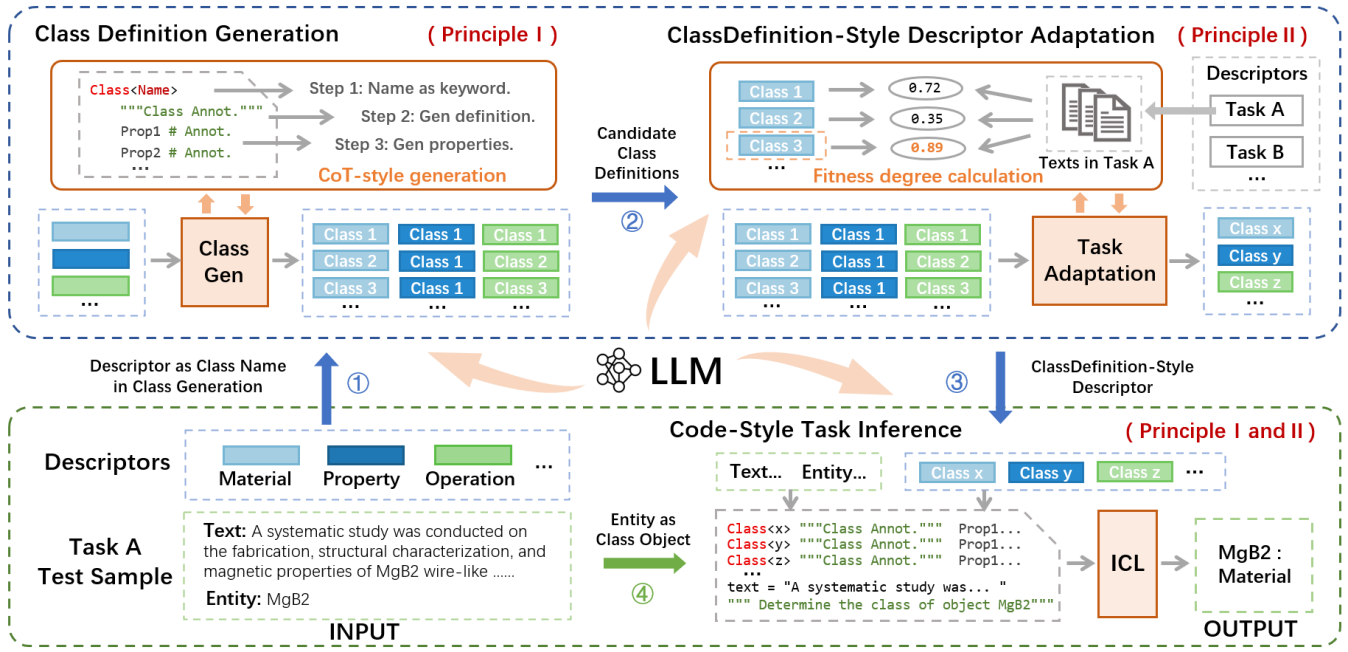 Class Definition Generation
( Principle I )
Class<Name>
"""Class Annot."""
Prop1 # Annot.
Prop2 # Annot.
...
Step 1: Name as keyword.
Step 2: Gen definition.
Step 3: Gen properties.
CoT-style generation
...
Class
Gen
Class 1 Class 1 Class 1
Class 2 Class 1 Class 2
Class 3 Class 1 Class 3
... ... ...
Candidate
Class
Definitions
②
ClassDefinition-Style Descriptor Adaptation
( Principle II )
Class 1
Class 2
Class 3
...
0.72
0.35
0.89
Texts in Task A
Fitness degree calculation
Descriptors
Task A
Task B
...
Class 1 Class 1 Class 1
Class 2 Class 1 Class 2
Class 3 Class 1 Class 3
... ... ...
Task
Adaptation
Class x
Class y
Class z
...
Descriptor as Class Name
in Class Generation
①
LLM
③
ClassDefinition-Style
Descriptor
Descriptors
Material Property Operation ...
Task A
Test Sample
Text: A systematic study was conducted on
the fabrication, structural characterization, and
magnetic properties of MgB2 wire-like ......
Entity: MgB2
INPUT
Entity as
Class Object
④
Code-Style Task Inference
( Principle I and II )
Text... Entity...
Class x Class y Class z ...
Class<x> """Class Annot.""" Prop1...
Class<y> """Class Annot.""" Prop1...
Class<z> """Class Annot.""" Prop1...
...
text = "A systematic study was... "
""" Determine the class of object MgB2"""
ICL
MgB2 :
Material
OUTPUT